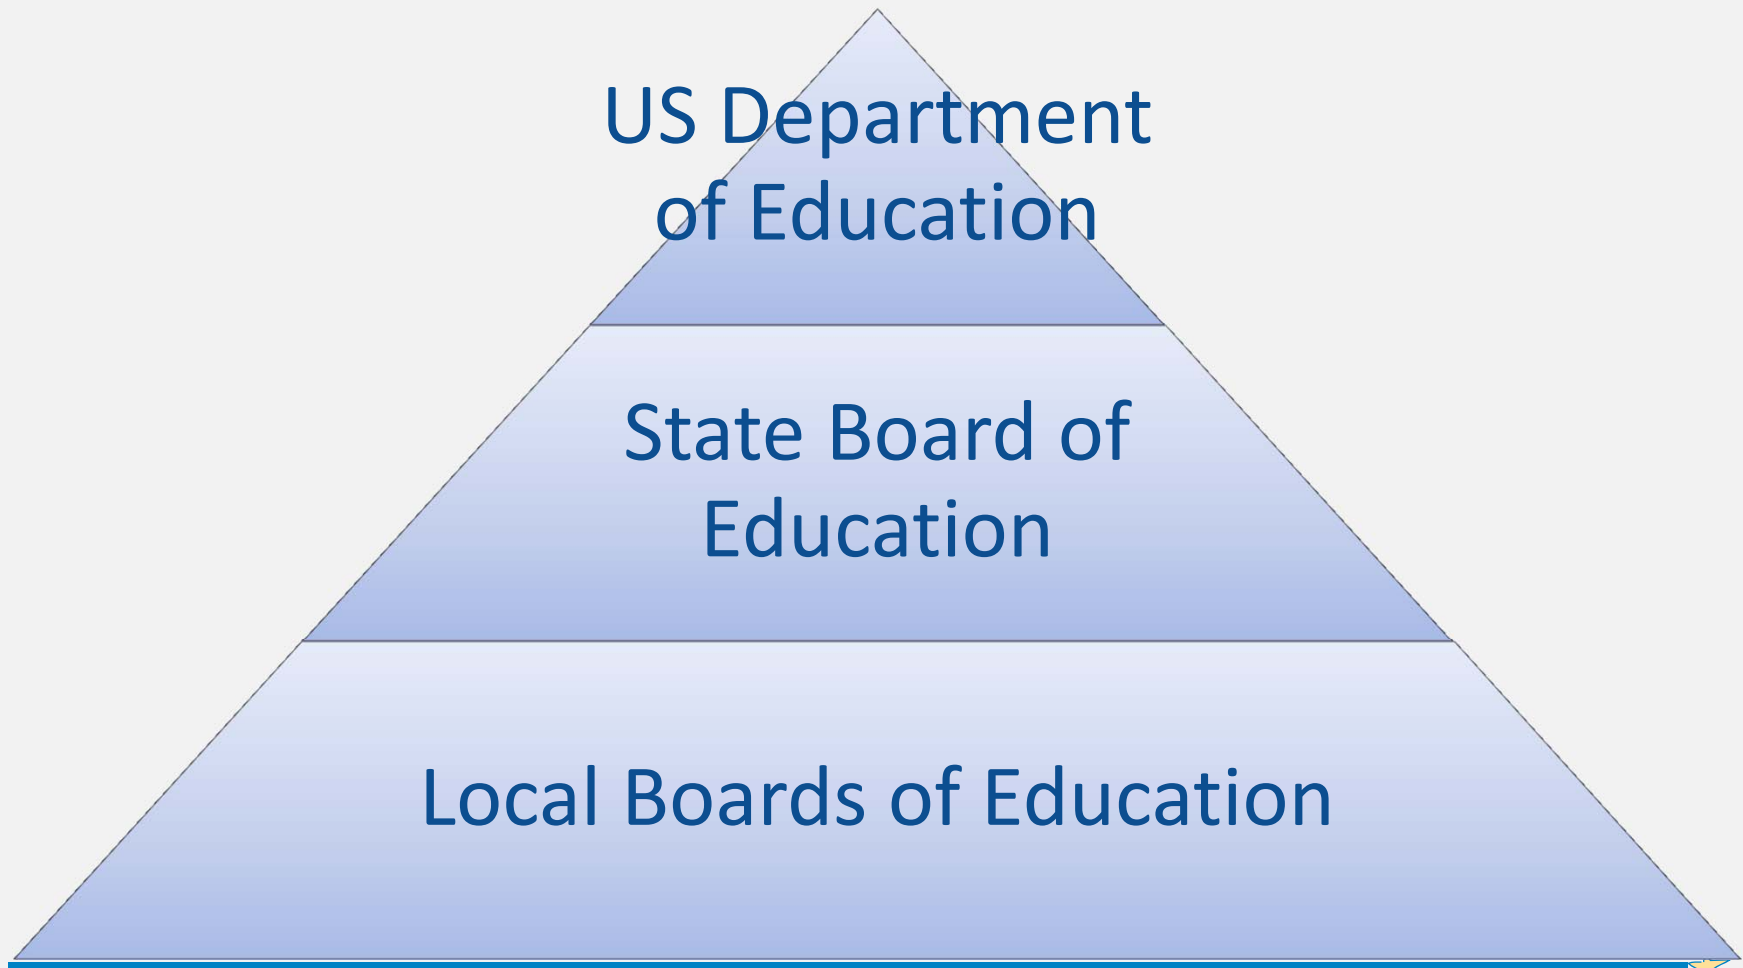 US Department
of Education
State Board of
Education
Local Boards of Education